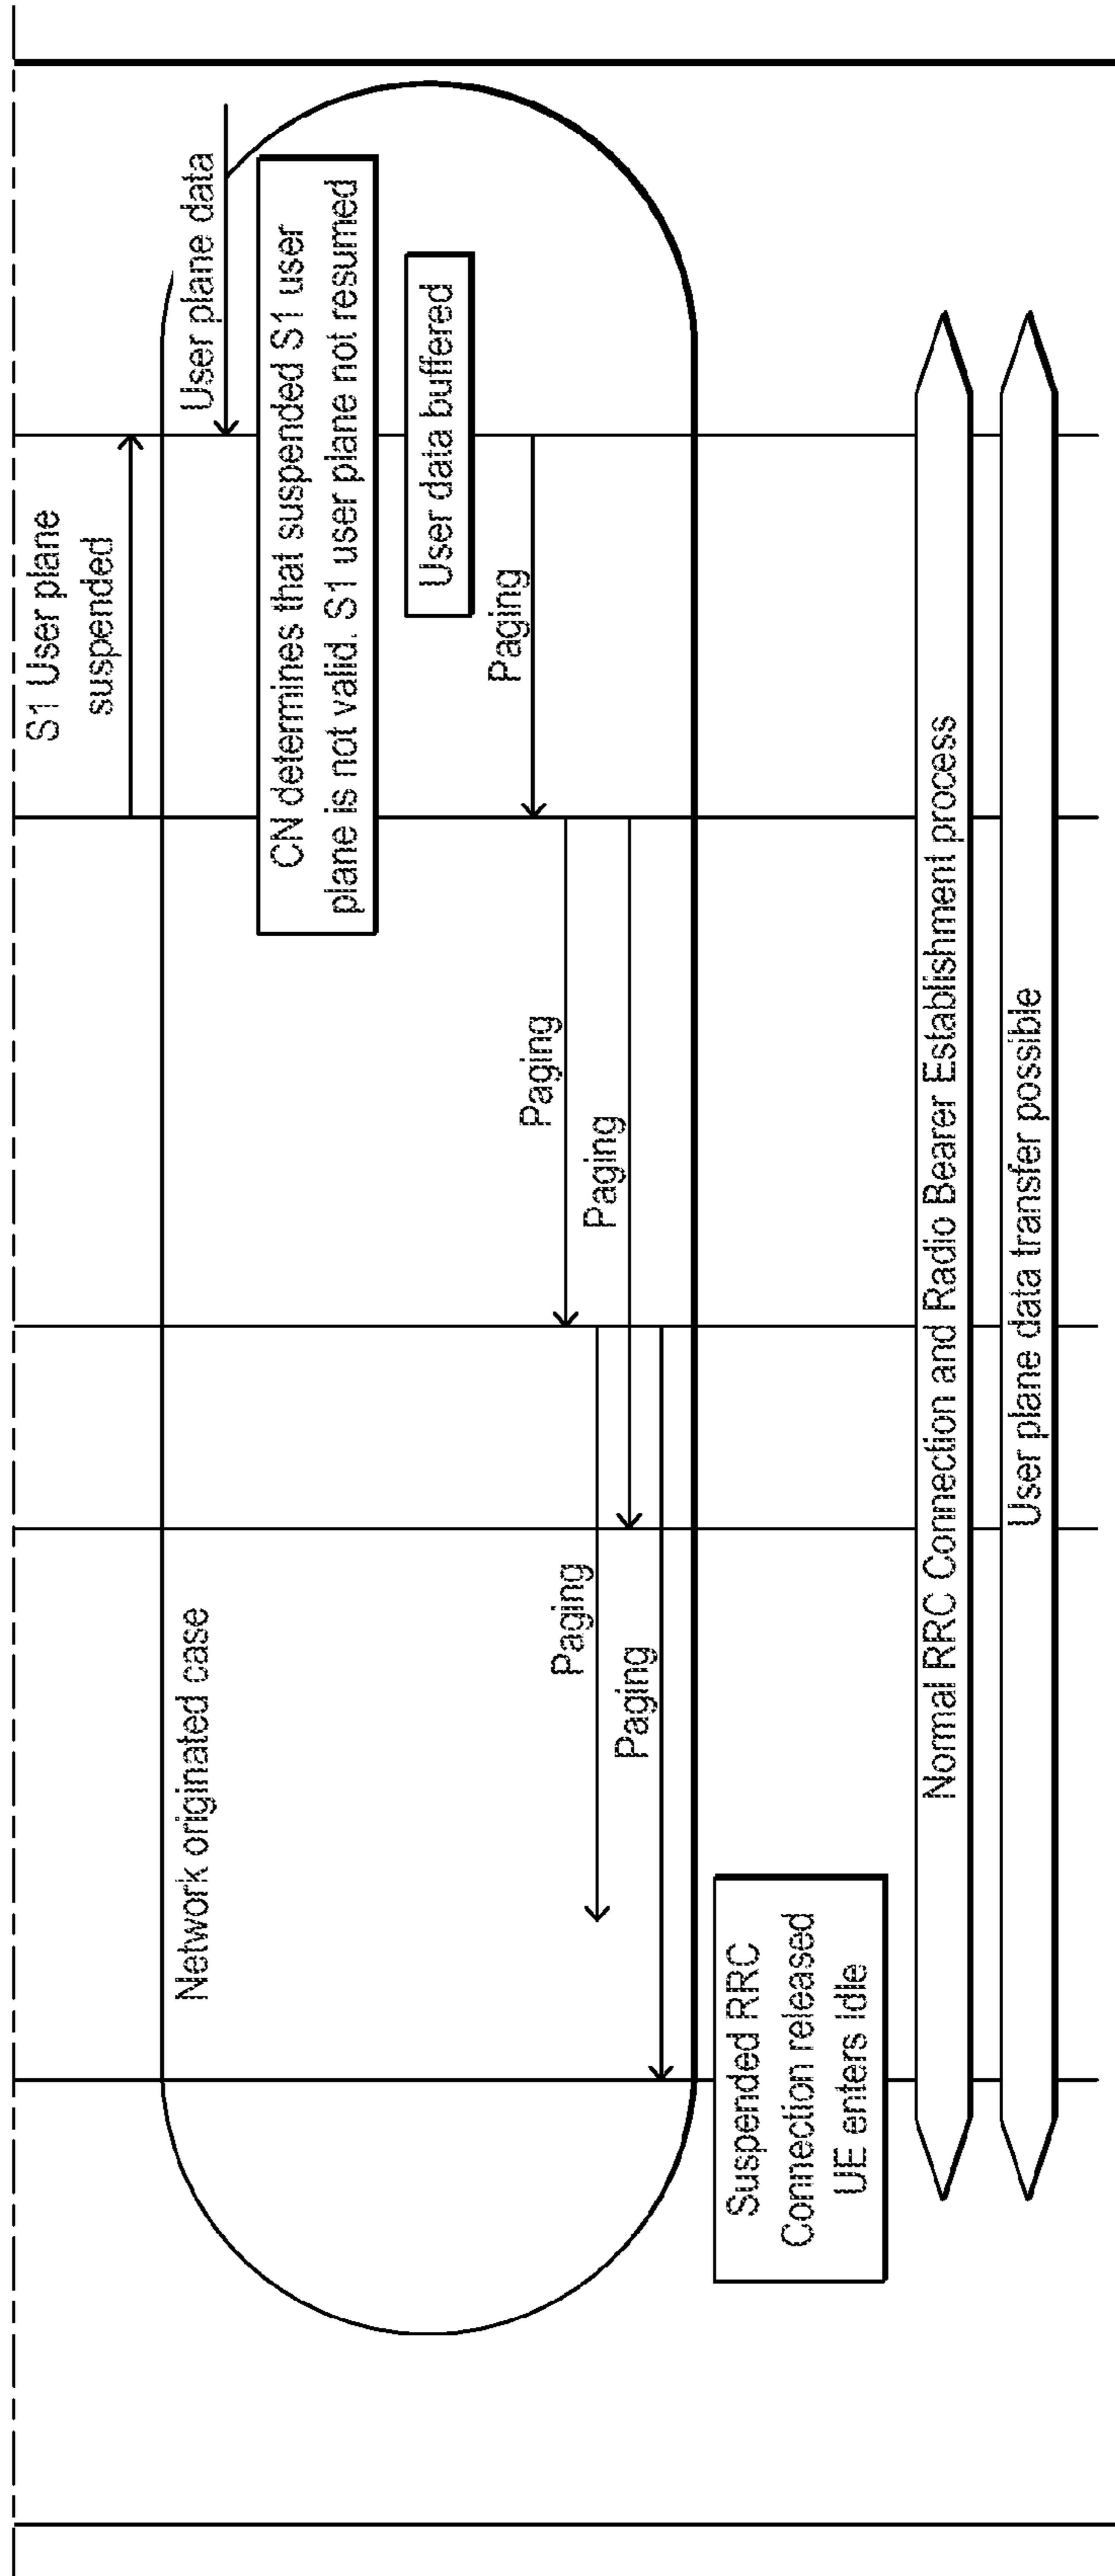 S1 User plane
suspended
User plane data
Network originated case
CN determines that suspended S1 user
plane is not valid. S1 user plane not resumed
User data buffered
Paging
Paging
Paging
Paging
Paging
Suspended RRC
Connection released
UE enters idle
Normal RRC Connection and Radio Bearer Establishment process
User plane data transfer possible